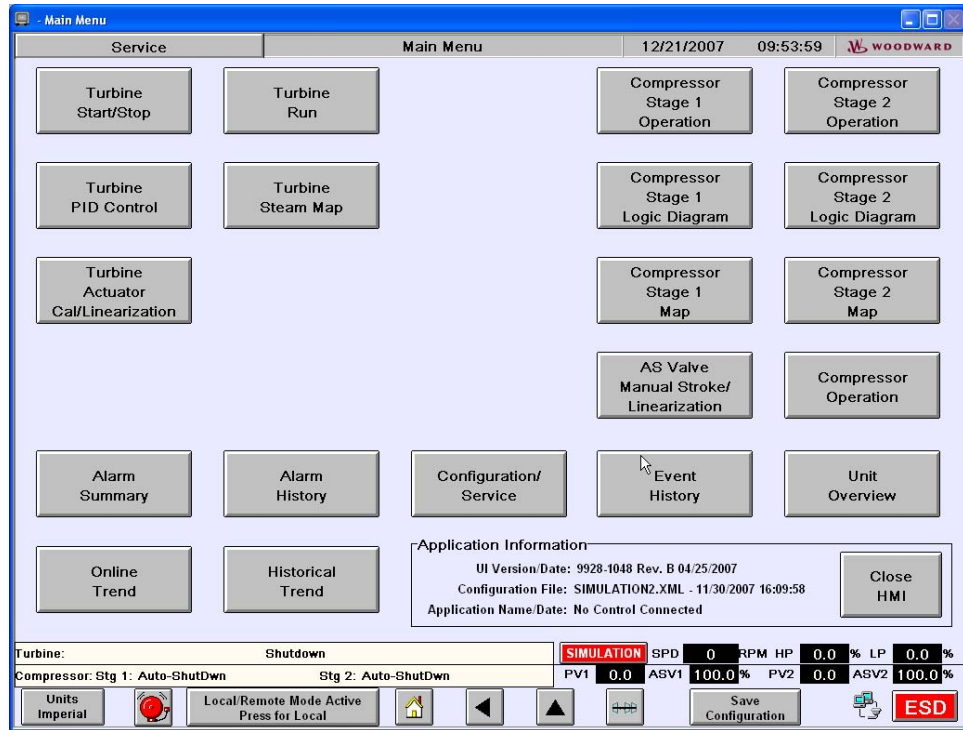 - Main Menu
Service Main Menu 12/21/2007 09:53:59 WOODWARD
Turbine
Start/Stop
Turbine
Run
Compressor
Stage 1
Operation
Compressor
Stage 2
Operation
Turbine
PID Control
Turbine
Steam Map
Compressor
Stage 1
Logic Diagram
Compressor
Stage 2
Logic Diagram
Turbine
Actuator
Cal/Linearization
Compressor
Stage 1
Map
Compressor
Stage 2
Map
AS Valve
Manual Stroke/
Linearization
Compressor
Operation
Alarm
Summary
Alarm
History
Configuration/
Service
Event
History
Unit
Overview
Online
Trend
Historical
Trend
Application Information
UI Version/Date: 9928-1048 Rev. B 04/25/2007
Configuration File: SIMULATION2.XML - 11/30/2007 16:09:58
Application Name/Date: No Control Connected
Close
HMI
Turbine: Shutdown SIMULATION SPD 0 RPM HP 0.0 % LP 0.0 %
Compressor: Stg 1: Auto-ShutDwn Stg 2: Auto-ShutDwn PV1 0.0 ASV1 100.0 % PV2 0.0 ASV2 100.0 %
Units
Imperial
Local/Remote Mode Active
Press for Local
Save
Configuration
ESD